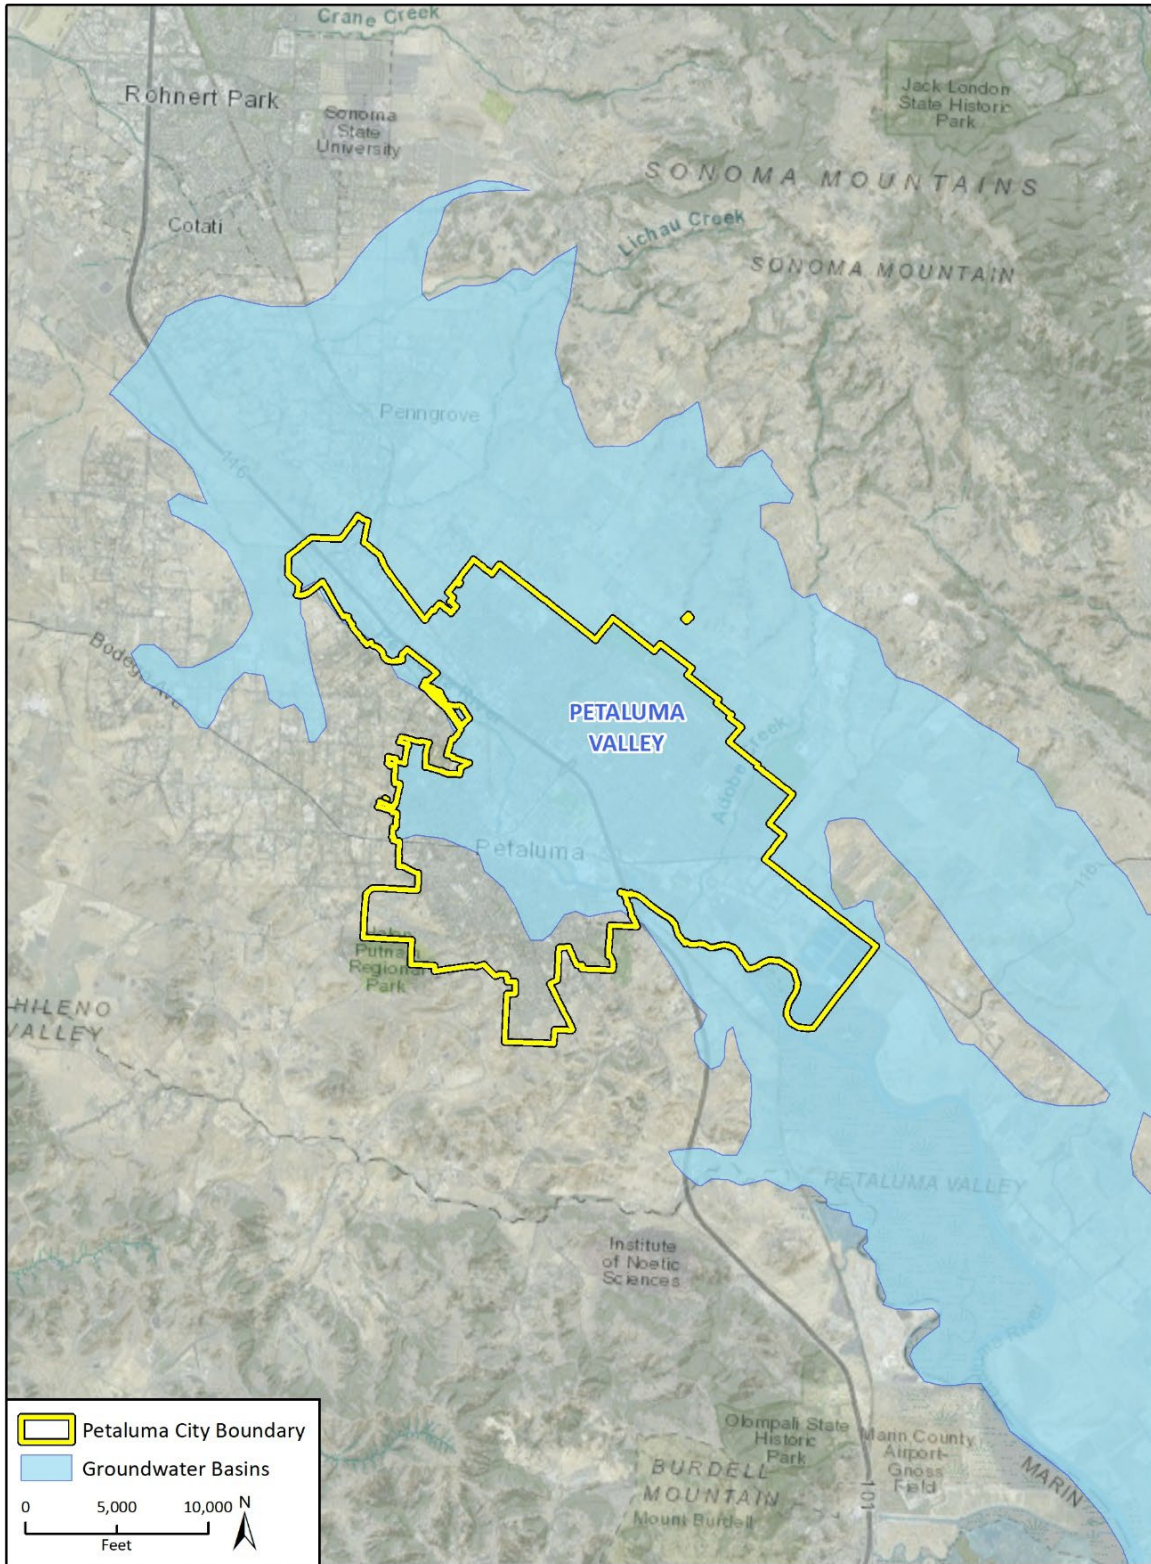 Crane Creek
Rohnert Park
Sonoma
State
University
Jack London
State Historic
Park
SONOMA MOUNTAINS
Cotati
Lichau Creek
SONOMA MOUNTAIN
Penngrove
116
Bodega Ave
PETALUMA
VALLEY
Adobe Creek
Petaluma
116
Putnam
Regional
Park
HILENO
VALLEY
PETALUMA VALLEY
Institute
of Noetic
Sciences
River
Olompali State
Historic
Park
Marin County
Airport-
Gnoss
Field
MARIN
BURDELL
MOUNTAIN
Mount Burdell
101
Petaluma City Boundary
Groundwater Basins
0 5,000 10,000 N
Feet